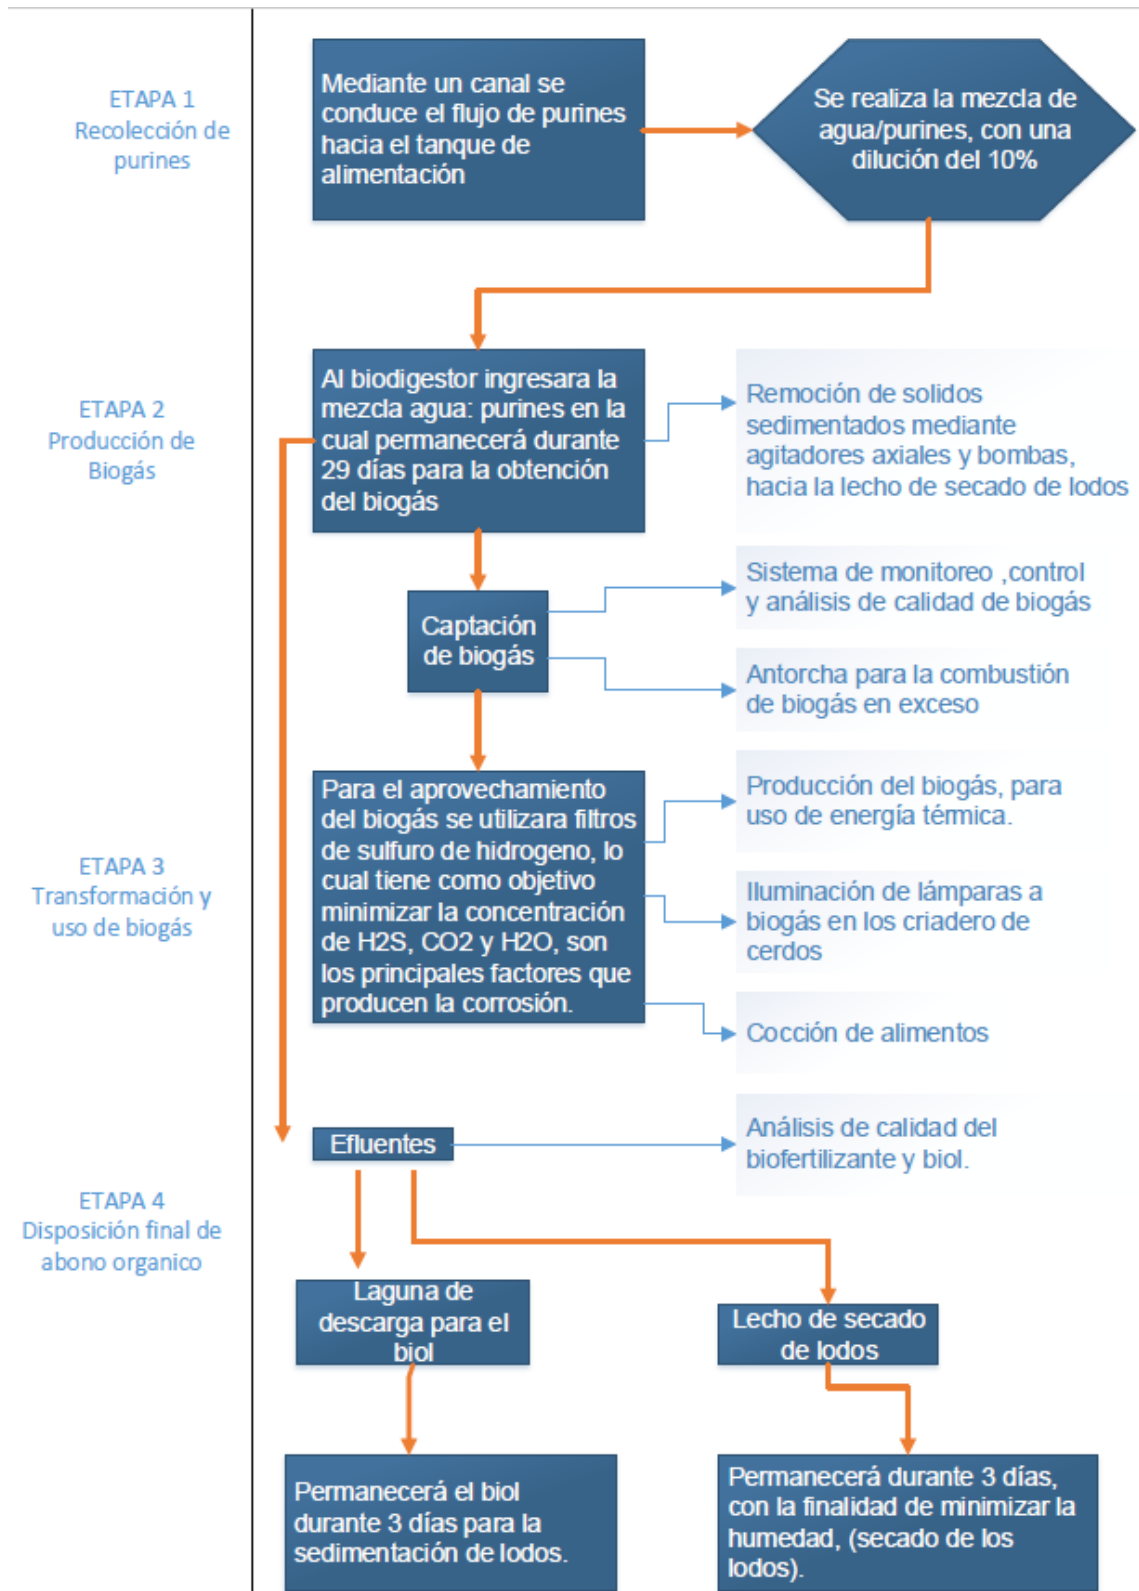 ETAPA 1
Recolección de
purines
Mediante un canal se
conduce el flujo de purines
hacia el tanque de
alimentación
Se realiza la mezcla de
agua/purines, con una
dilución del 10%
ETAPA 2
Producción de
Biogás
Al biodigestor ingresara la
mezcla agua: purines en la
cual permanecerá durante
29 días para la obtención
del biogás
Remoción de solidos
sedimentados mediante
agitadores axiales y bombas,
hacia la lecho de secado de lodos
Captación
de biogás
Sistema de monitoreo ,control
y análisis de calidad de biogás
Antorcha para la combustión
de biogás en exceso
ETAPA 3
Transformación y
uso de biogás
Para el aprovechamiento
del biogás se utilizara filtros
de sulfuro de hidrogeno, lo
cual tiene como objetivo
minimizar la concentración
de H2S, CO2 y H2O, son
los principales factores que
producen la corrosión.
Producción del biogás, para
uso de energía térmica.
Iluminación de lámparas a
biogás en los criadero de
cerdos
Cocción de alimentos
ETAPA 4
Disposición final de
abono organico
Efluentes
Análisis de calidad del
biofertilizante y biol.
Laguna de
descarga para el
biol
Lecho de secado
de lodos
Permanecerá el biol
durante 3 días para la
sedimentación de lodos.
Permanecerá durante 3 días,
con la finalidad de minimizar la
humedad, (secado de los
lodos).